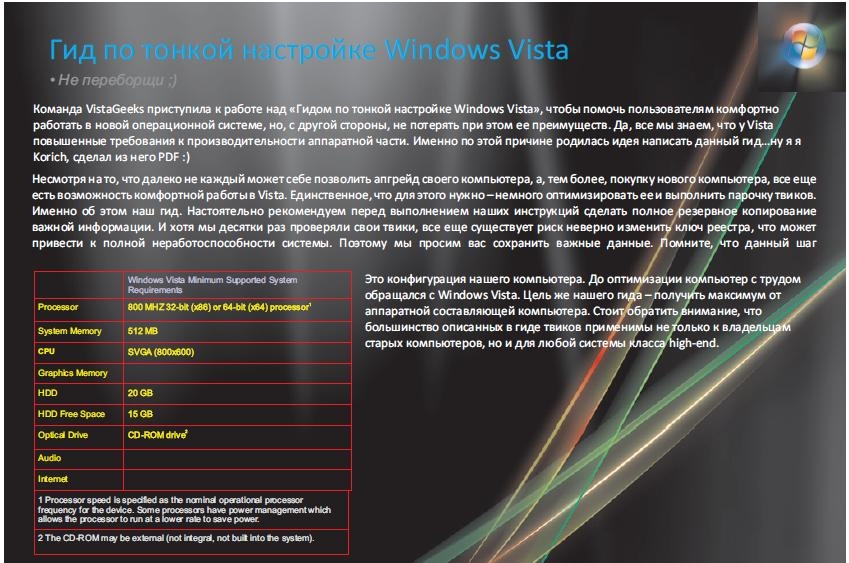 Гид по тонкой настройке Windows Vista
• Не переборщи ;)
Команда VistaGeeks приступила к работе над «Гидом по тонкой настройке Windows Vista», чтобы помочь пользователям комфортно
работать в новой операционной системе, но, с другой стороны, не потерять при этом ее преимуществ. Да, все мы знаем, что у Vista
повышенные требования к производительности аппаратной части. Именно по этой причине родилась идея написать данный гид...ну я я
Korich, сделал из него PDF :)
Несмотря на то, что далеко не каждый может себе позволить апгрейд своего компьютера, а, тем более, покупку нового компьютера, все еще
есть возможность комфортной работы в Vista. Единственное, что для этого нужно – немного оптимизировать ее и выполнить парочку твиков.
Именно об этом наш гид. Настоятельно рекомендуем перед выполнением наших инструкций сделать полное резервное копирование
важной информации. И хотя мы десятки раз проверяли свои твики, все еще существует риск неверно изменить ключ реестра, что может
привести к полной неработоспособности системы. Поэтому мы просим вас сохранить важные данные. Помните, что данный шаг
Windows Vista Minimum Supported System
Requirements
Processor 800 MHZ 32-bit (x86) or 64-bit (x64) processor¹
System Memory 512 MB
CPU SVGA (800x600)
Graphics Memory
HDD 20 GB
HDD Free Space 15 GB
Optical Drive CD-ROM drive²
Audio
Internet
1 Processor speed is specified as the nominal operational processor
frequency for the device. Some processors have power management which
allows the processor to run at a lower rate to save power.
2 The CD-ROM may be external (not integral, not built into the system).
Это конфигурация нашего компьютера. До оптимизации компьютер с трудом
обращался с Windows Vista. Цель же нашего гида – получить максимум от
аппаратной составляющей компьютера. Стоит обратить внимание, что
большинство описанных в гиде твиков применимы не только к владельцам
старых компьютеров, но и для любой системы класса high-end.